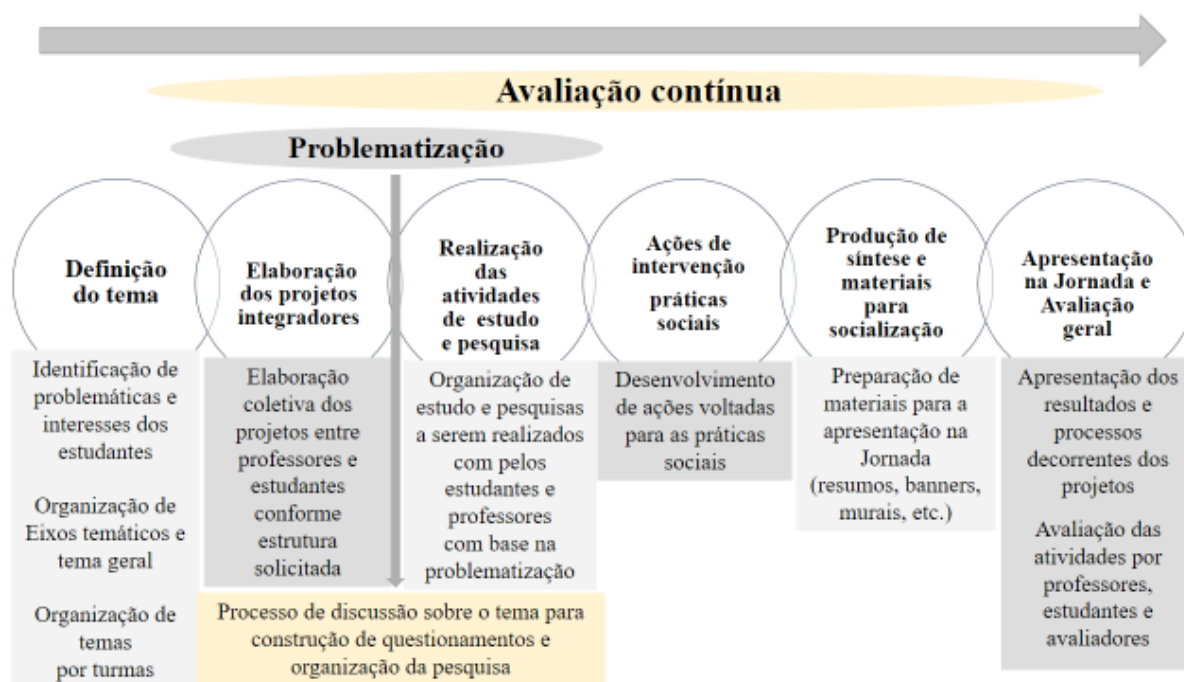 Avaliação contínua
Problematização
Definição
do tema
Identificação de
problemáticas e
interesses dos
estudantes
Organização de
Eixos temáticos e
tema geral
Organização de
temas
por turmas
Elaboração
dos projetos
integradores
Elaboração
coletiva dos
projetos entre
professores e
estudantes
conforme
estrutura
solicitada
Realização
das
atividades
de estudo
e pesquisa
Organização de
estudo e pesquisas
a serem realizados
com pelos
estudantes e
professores
com base na
problematização
Processo de discussão sobre o tema para
construção de questionamentos e
organização da pesquisa
Ações de
intervenção
práticas
sociais
Desenvolvimento
de ações voltadas
para as práticas
sociais
Produção de
síntese e
materiais
para
socialização
Preparação de
materiais para a
apresentação na
Jornada
(resumos, banners,
murais, etc.)
Apresentação
na Jornada e
Avaliação
geral
Apresentação dos
resultados e
processos
decorrentes dos
projetos
Avaliação das
atividades por
professores,
estudantes e
avaliadores